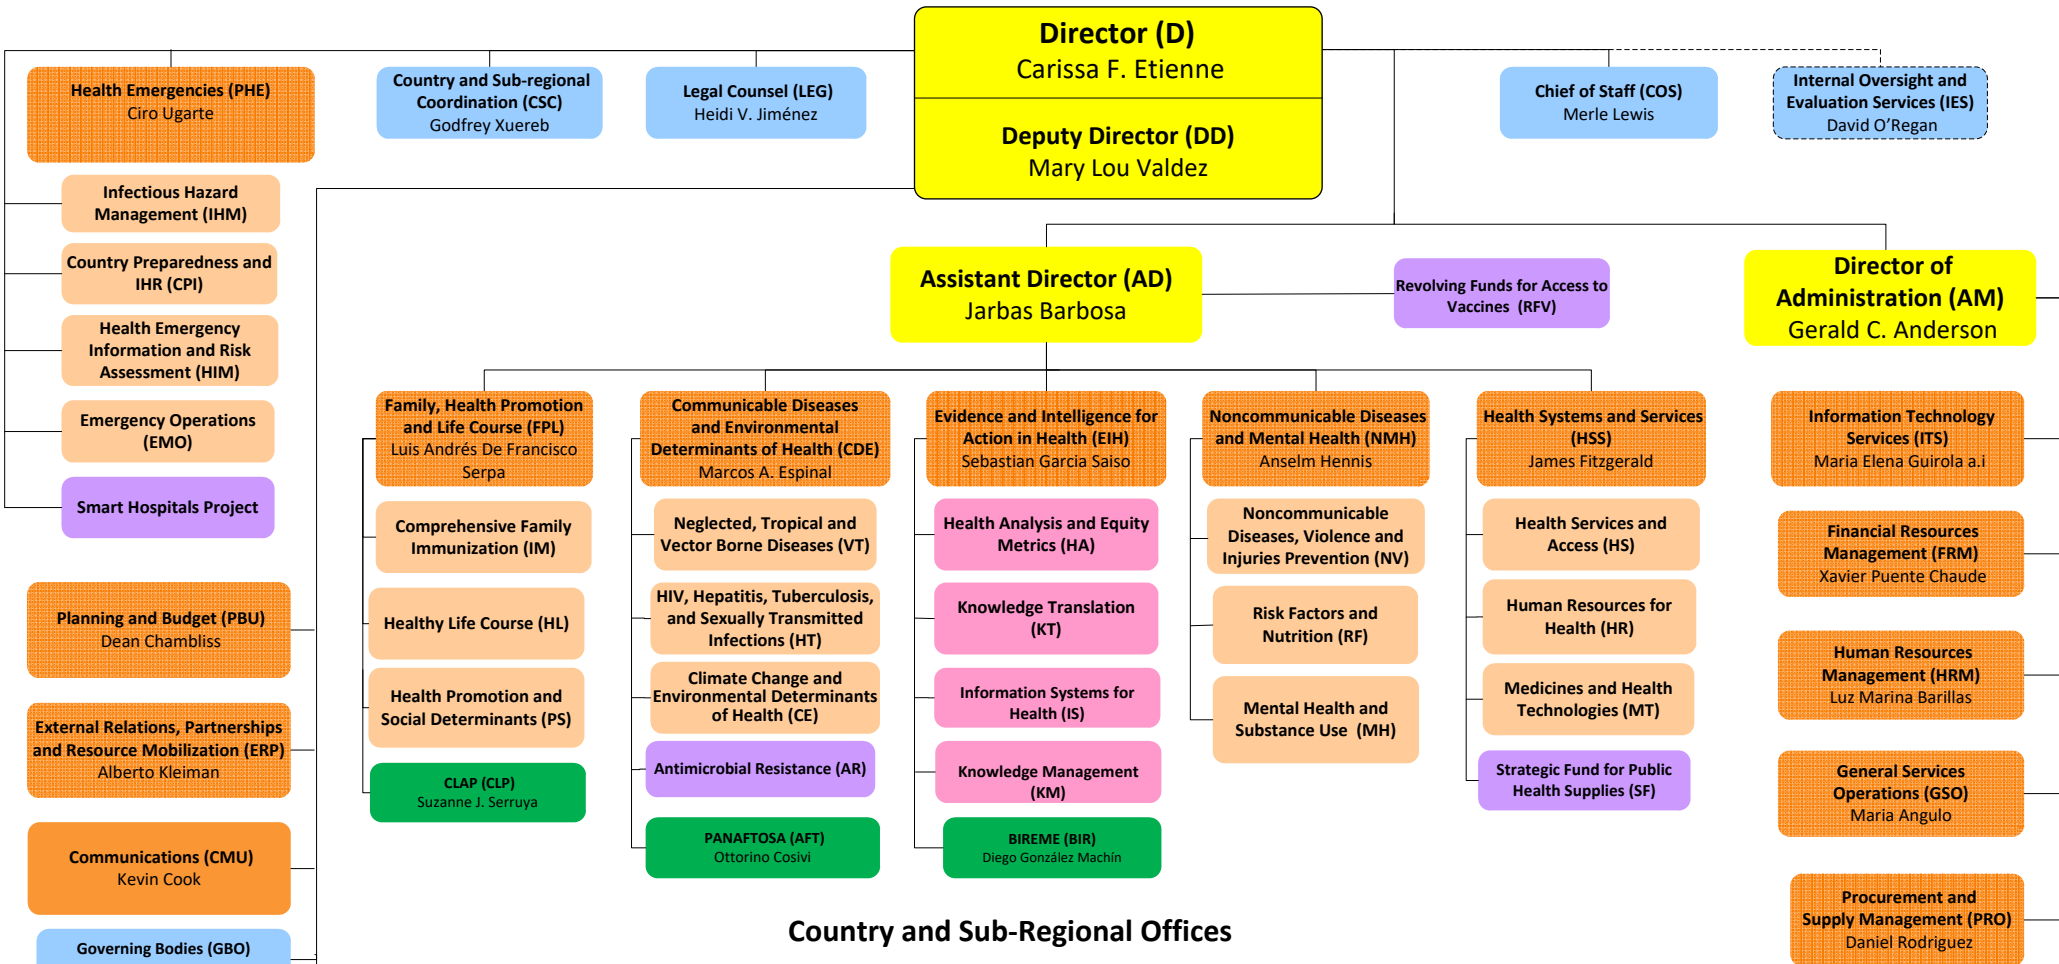 Director (D)
Carissa F. Etienne
Deputy Director (DD)
Mary Lou Valdez
Health Emergencies (PHE)
Ciro Ugarte
Country and Sub-regional
Coordination (CSC)
Godfrey Xuereb
Legal Counsel (LEG)
Heidi V. Jiménez
Chief of Staff (COS)
Merle Lewis
Internal Oversight and
Evaluation Services (IES)
David O’Regan
Infectious Hazard
Management (IHM)
Country Preparedness and
IHR (CPI)
Health Emergency
Information and Risk
Assessment (HIM)
Emergency Operations
(EMO)
Smart Hospitals Project
Planning and Budget (PBU)
Dean Chambliss
External Relations, Partnerships
and Resource Mobilization (ERP)
Alberto Kleiman
Communications (CMU)
Kevin Cook
Governing Bodies (GBO)
Assistant Director (AD)
Jarbas Barbosa
Revolving Funds for Access to
Vaccines (RFV)
Director of
Administration (AM)
Gerald C. Anderson
Family, Health Promotion
and Life Course (FPL)
Luis Andrés De Francisco
Serpa
Comprehensive Family
Immunization (IM)
Healthy Life Course (HL)
Health Promotion and
Social Determinants (PS)
CLAP (CLP)
Suzanne J. Serruya
Communicable Diseases
and Environmental
Determinants of Health (CDE)
Marcos A. Espinal
Neglected, Tropical and
Vector Borne Diseases (VT)
HIV, Hepatitis, Tuberculosis,
and Sexually Transmitted
Infections (HT)
Climate Change and
Environmental Determinants
of Health (CE)
Antimicrobial Resistance (AR)
PANAFTOSA (AFT)
Ottorino Cosivi
Evidence and Intelligence for
Action in Health (EIH)
Sebastian Garcia Saiso
Health Analysis and Equity
Metrics (HA)
Knowledge Translation
(KT)
Information Systems for
Health (IS)
Knowledge Management
(KM)
BIREME (BIR)
Diego González Machín
Noncommunicable Diseases
and Mental Health (NMH)
Anselm Hennis
Noncommunicable
Diseases, Violence and
Injuries Prevention (NV)
Risk Factors and
Nutrition (RF)
Mental Health and
Substance Use (MH)
Health Systems and Services
(HSS)
James Fitzgerald
Health Services and
Access (HS)
Human Resources for
Health (HR)
Medicines and Health
Technologies (MT)
Strategic Fund for Public
Health Supplies (SF)
Information Technology
Services (ITS)
Maria Elena Guirola a.i
Financial Resources
Management (FRM)
Xavier Puente Chaude
Human Resources
Management (HRM)
Luz Marina Barillas
General Services
Operations (GSO)
Maria Angulo
Procurement and
Supply Management (PRO)
Daniel Rodriguez
Country and Sub-Regional Offices